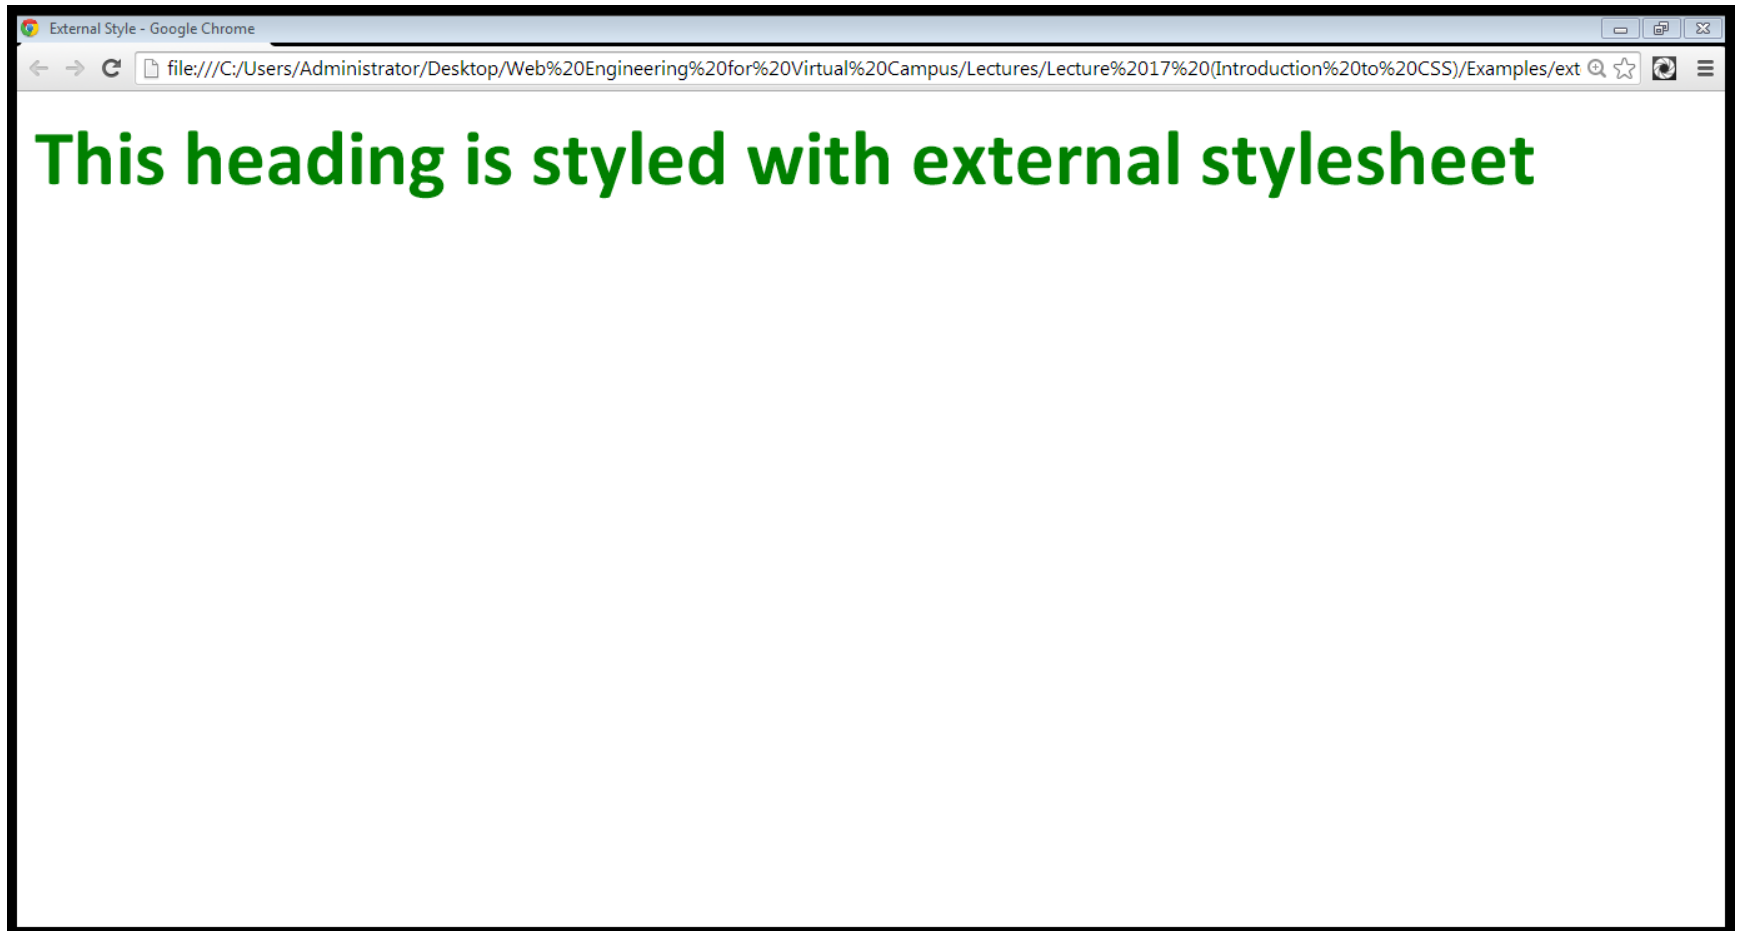 External Style - Google Chrome
file:///C:/Users/Administrator/Desktop/Web%20Engineering%20for%20Virtual%20Campus/Lectures/Lecture%2017%20(Introduction%20to%20CSS)/Examples/ext
This heading is styled with external stylesheet